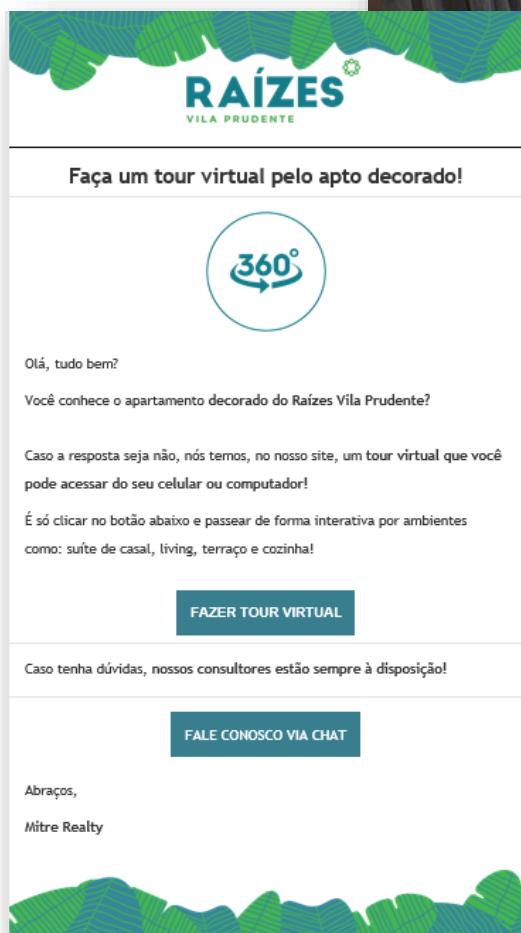 RAÍZES
VILA PRUDENTE
Faça um tour virtual pelo apto decorado!
360°
Olá, tudo bem?
Você conhece o apartamento decorado do Raízes Vila Prudente?
Caso a resposta seja não, nós temos, no nosso site, um tour virtual que você
pode acessar do seu celular ou computador!
É só clicar no botão abaixo e passear de forma interativa por ambientes
como: suíte de casal, living, terraço e cozinha!
FAZER TOUR VIRTUAL
Caso tenha dúvidas, nossos consultores estão sempre à disposição!
FALE CONOSCO VIA CHAT
Abraços,
Mitre Realty